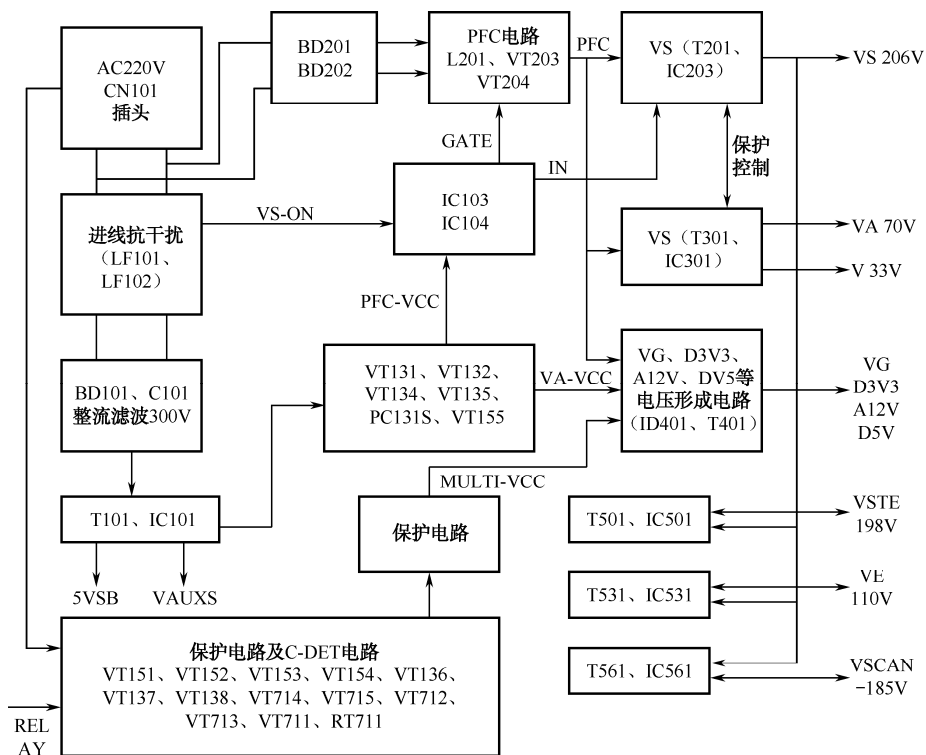 AC220V
CN101
插头
BD201
BD202
PFC电路
L201、VT203
VT204
PFC
VS（T201、
IC203）
VS 206V
GATE
IN
保护
控制
进线抗干扰
（LF101、
LF102）
VS-ON
IC103
IC104
VS（T301、
IC301）
VA 70V
V 33V
PFC-VCC
BD101、C101
整流滤波300V
VT131、VT132、
VT134、VT135、
PC131S、VT155
VA-VCC
VG、D3V3、
A12V、DV5等
电压形成电路
（ID401、T401）
VG
D3V3
A12V
D5V
MULTI-VCC
T101、IC101
保护电路
T501、IC501
VSTE
198V
5VSB
VAUXS
T531、IC531
VE
110V
保护电路及C-DET电路
VT151、VT152、VT153、VT154、VT136、
VT137、VT138、VT714、VT715、VT712、
VT713、VT711、RT711
T561、IC561
VSCAN
−185V
REL
AY